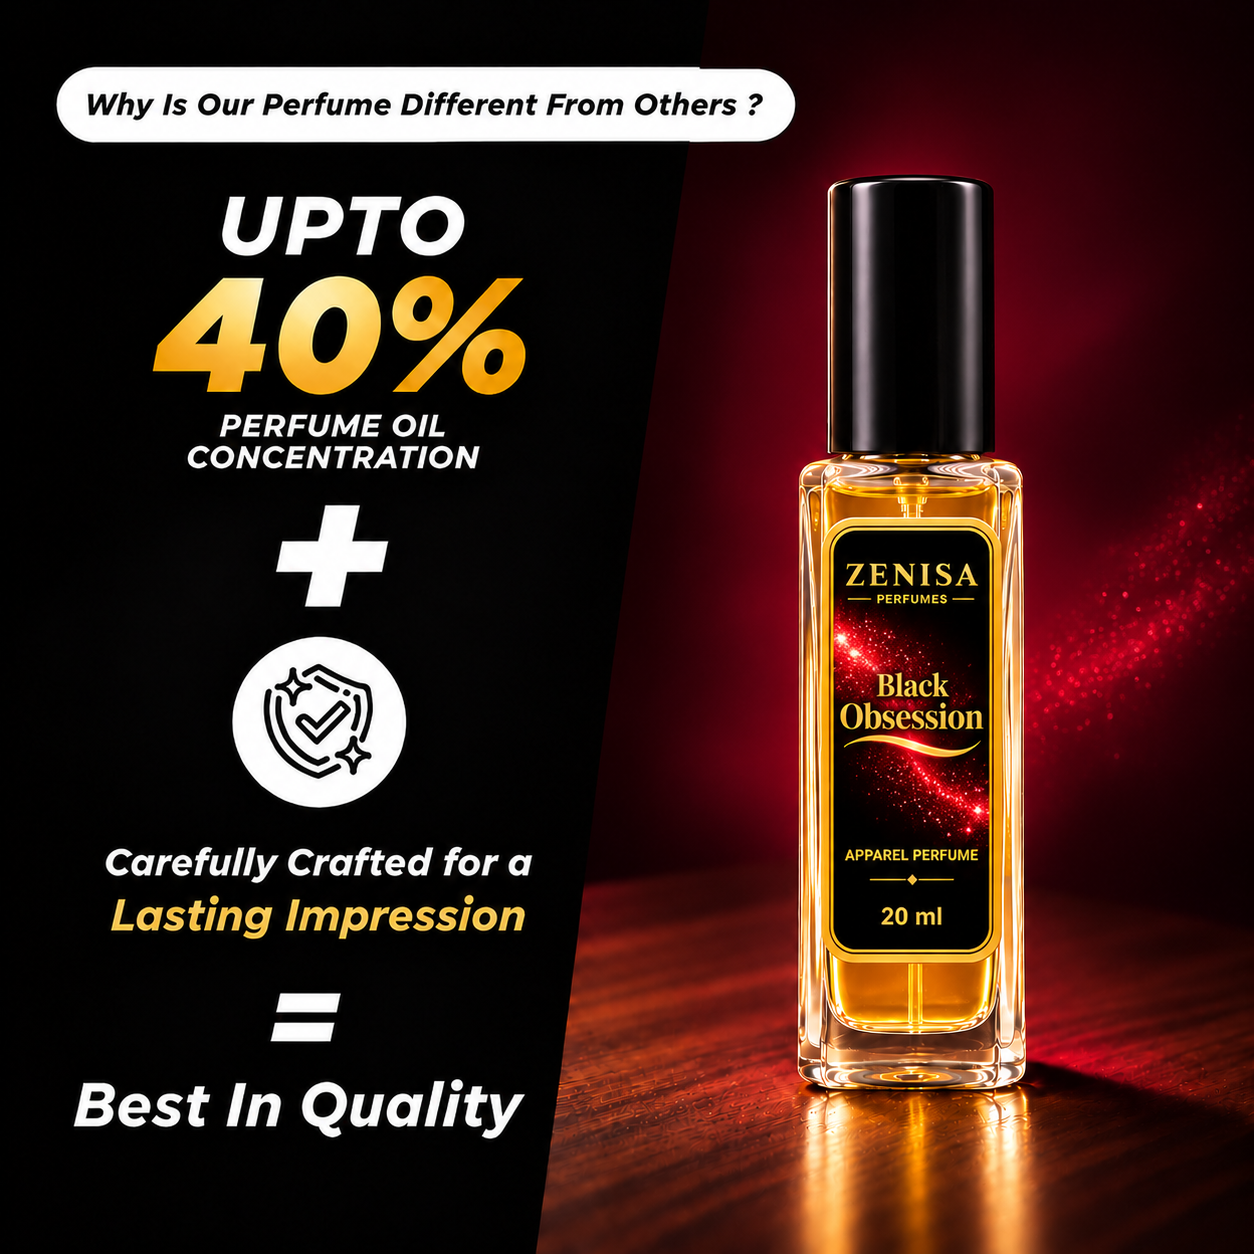 Why Is Our Perfume Different From Others ?
UPTO
40%
PERFUME OIL
CONCENTRATION
+
Carefully Crafted for a
Lasting Impression
=
Best In Quality
ZENISA
PERFUMES
Black
Obsession
APPAREL PERFUME
20 ml